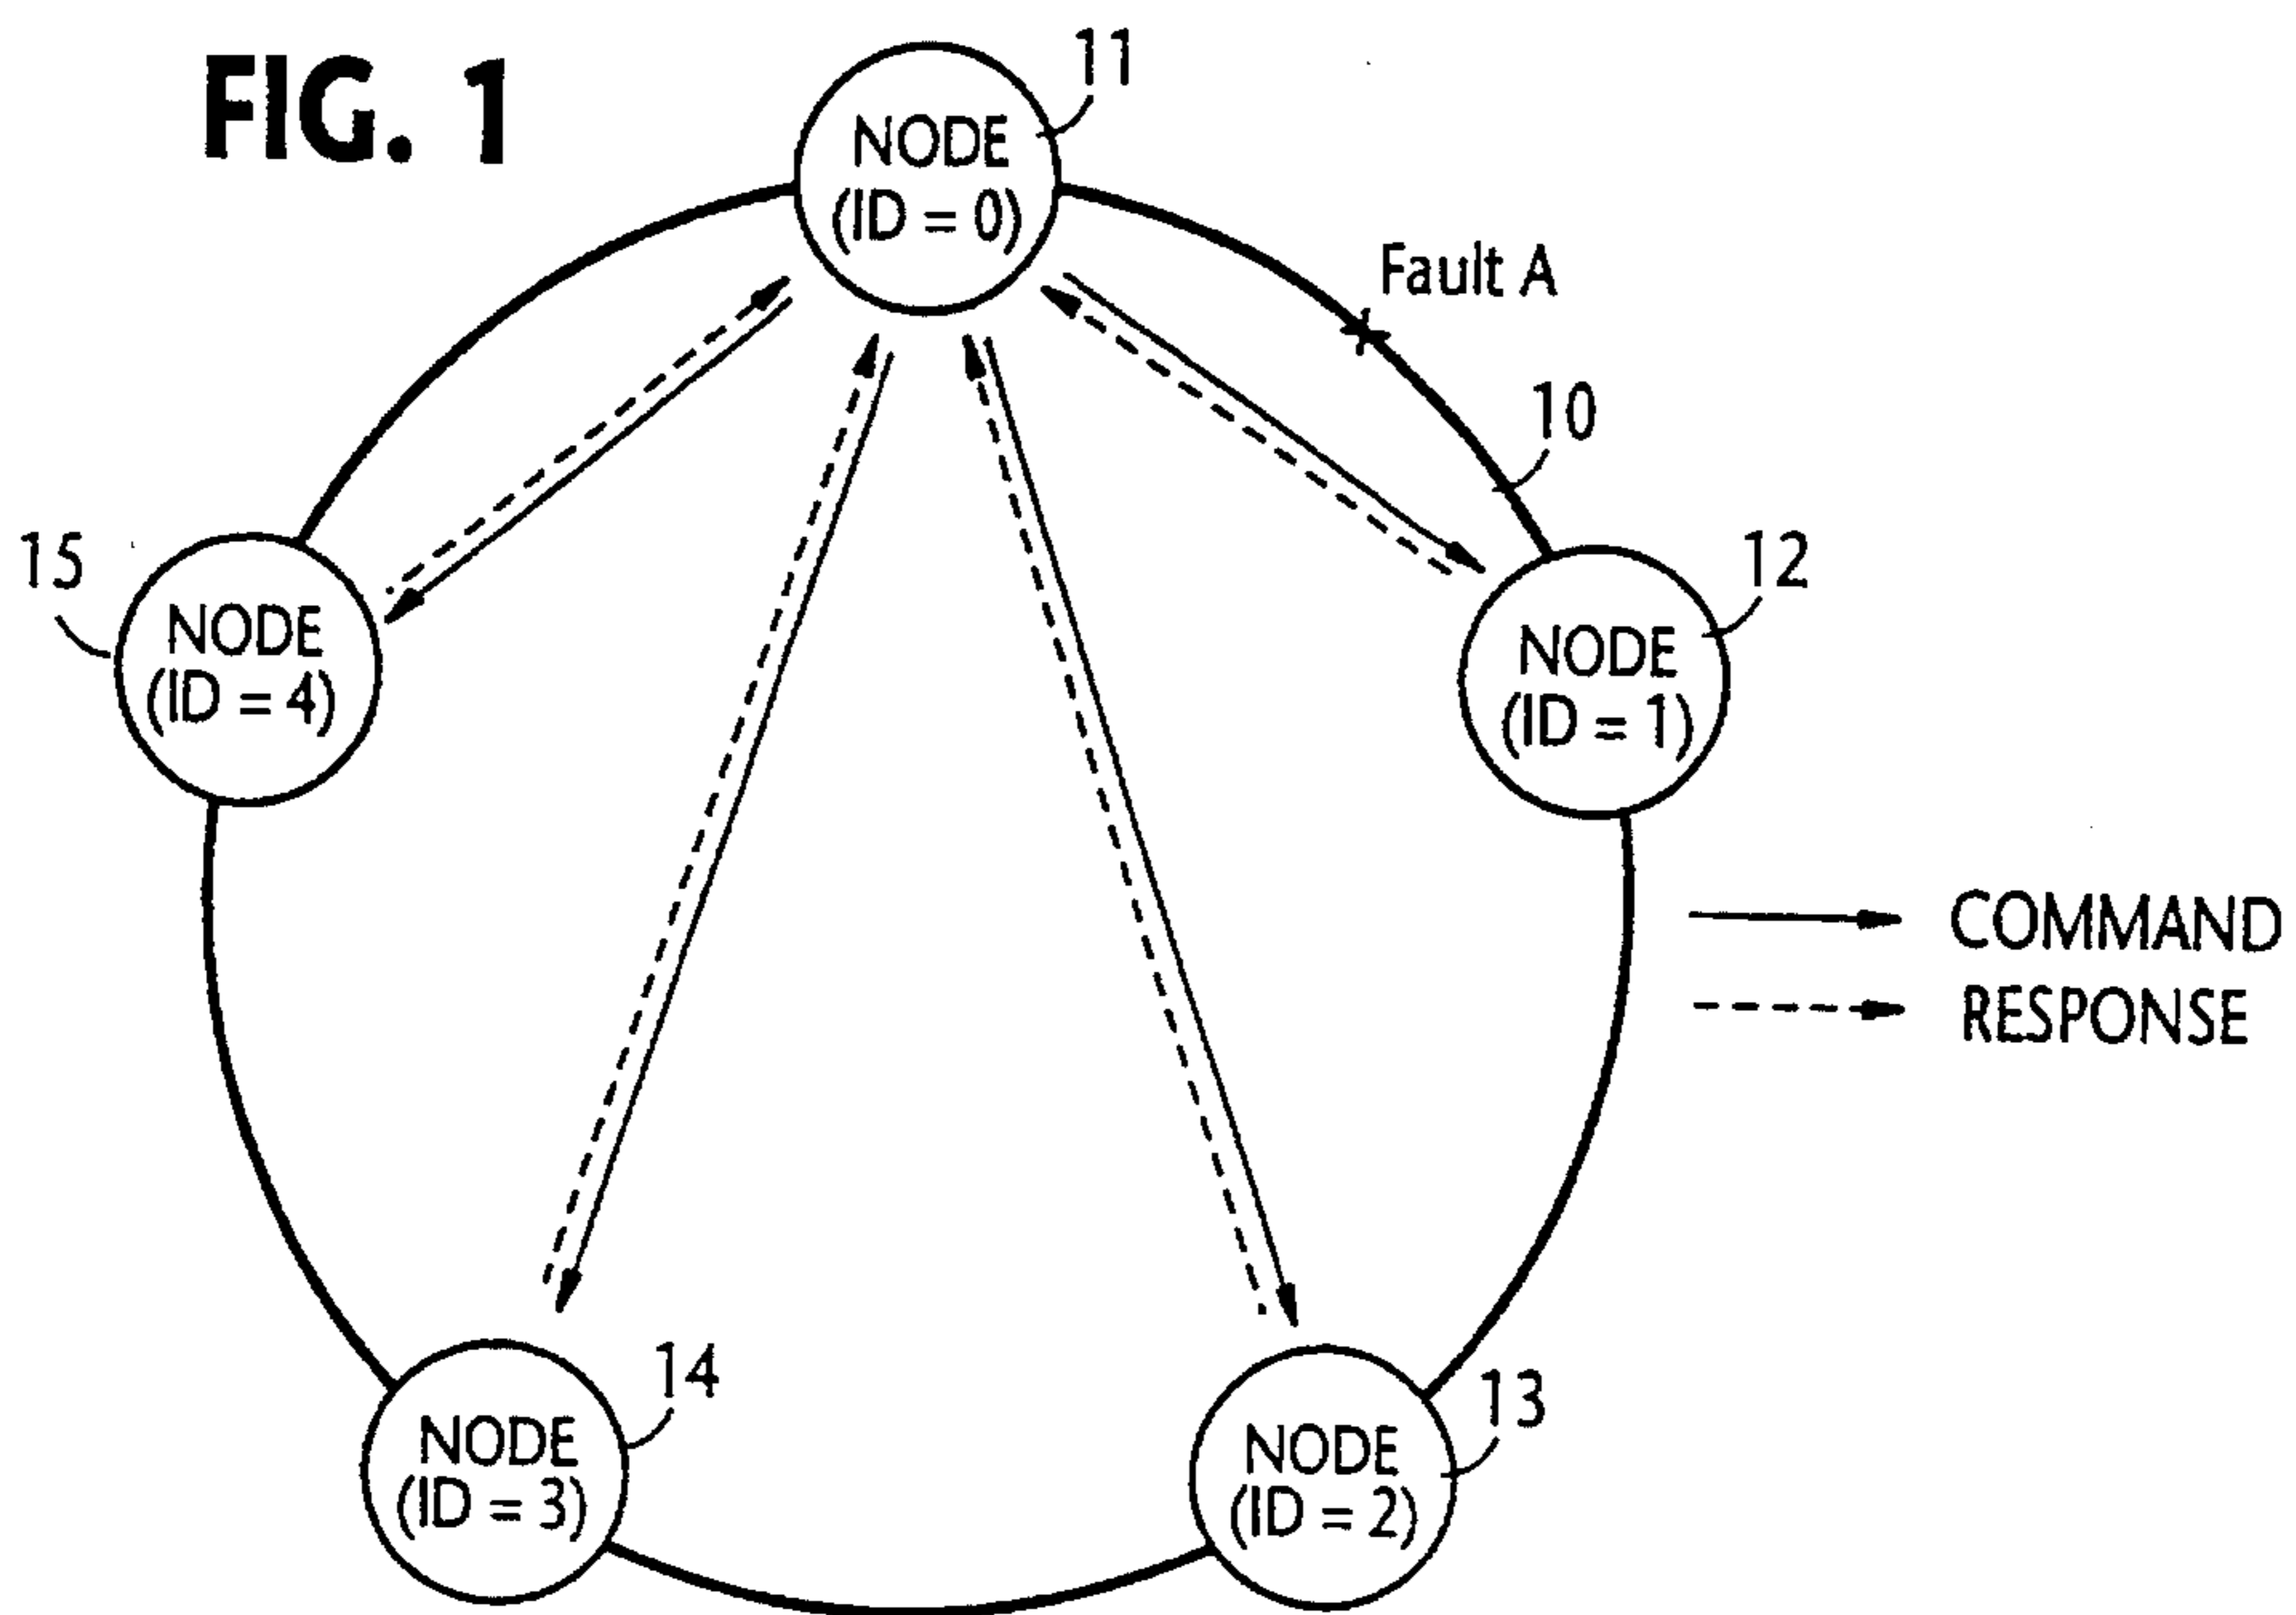 FIG. 1
11
NODE
(ID = 0)
Fault A
10
15
NODE
(ID = 4)
12
NODE
(ID = 1)
COMMAND
RESPONSE
14
NODE
(ID = 3)
13
NODE
(ID = 2)